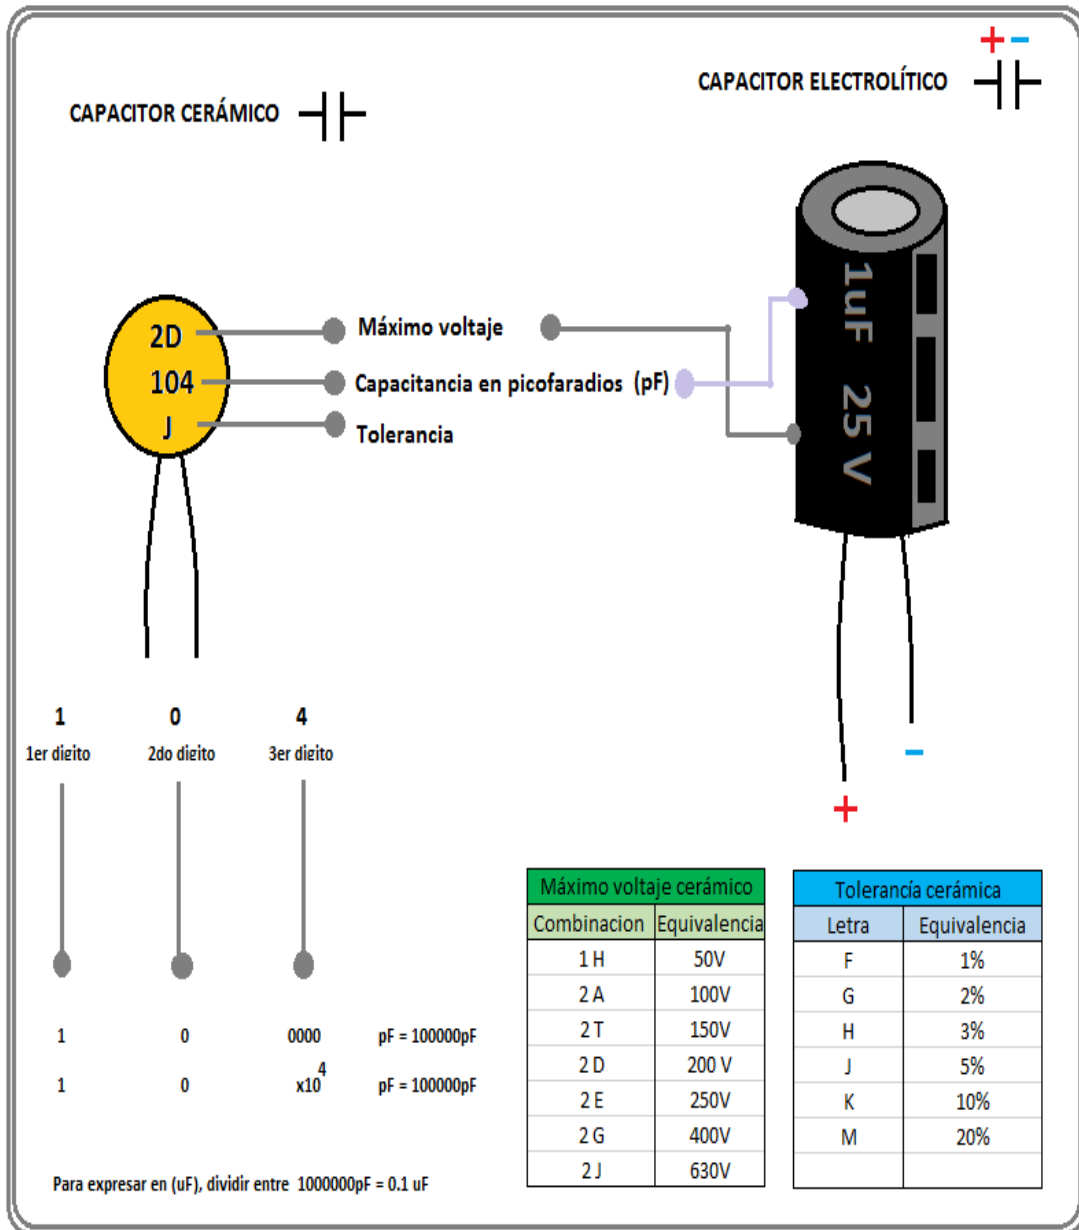 CAPACITOR CERÁMICO
CAPACITOR ELECTROLÍTICO
+ −
2D
104
J
Máximo voltaje
Capacitancia en picofaradios (pF)
Tolerancia
1uF 25 V
1 0 4
1er digito 2do digito 3er digito
−
+
1 0 0000 pF = 100000pF
1 0 x10 4 pF = 100000pF
Para expresar en (uF), dividir entre 1000000pF = 0.1 uF
Máximo voltaje cerámico
Combinacion Equivalencia
1 H 50V
2 A 100V
2 T 150V
2 D 200 V
2 E 250V
2 G 400V
2 J 630V
Tolerancía cerámica
Letra Equivalencia
F 1%
G 2%
H 3%
J 5%
K 10%
M 20%